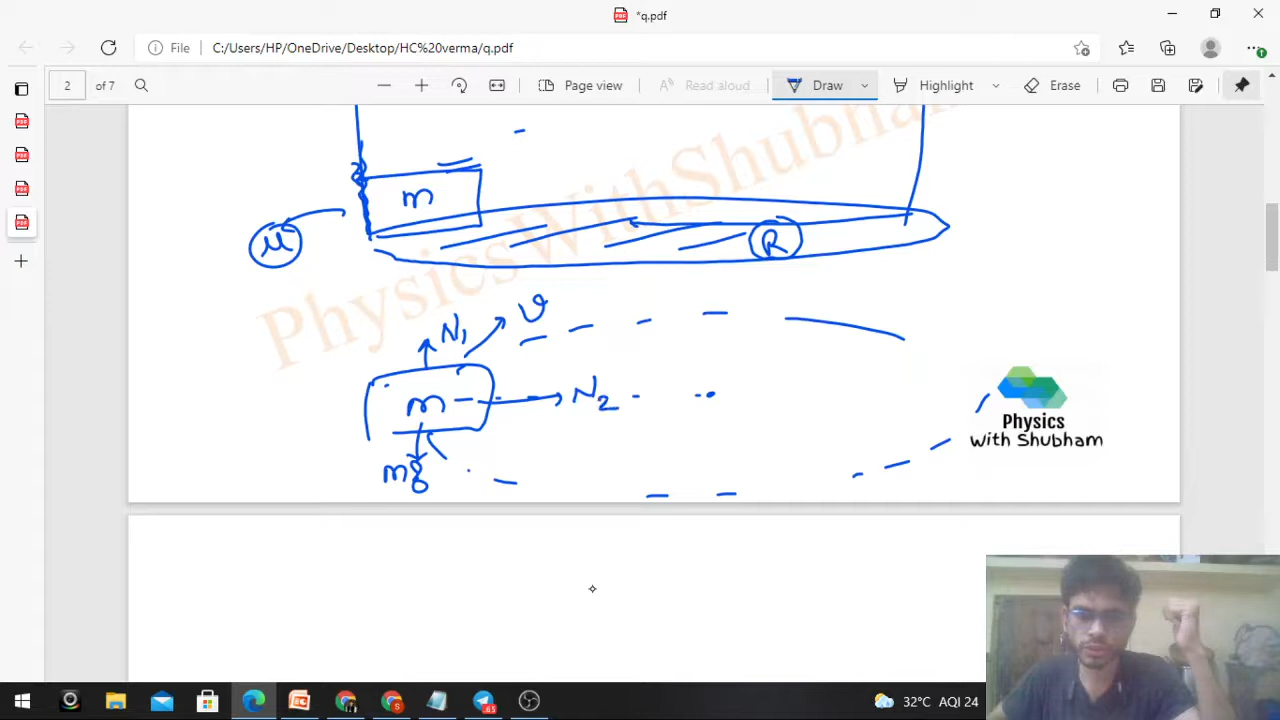 *q.pdf
File C:/Users/HP/OneDrive/Desktop/HC%20verma/q.pdf
2 of 7 Page view Read aloud Draw Highlight Erase
PhysicsWithShubham
m
μ
R
N1
v
m
N2
mg
Physics
with Shubham
32°C AQI 24